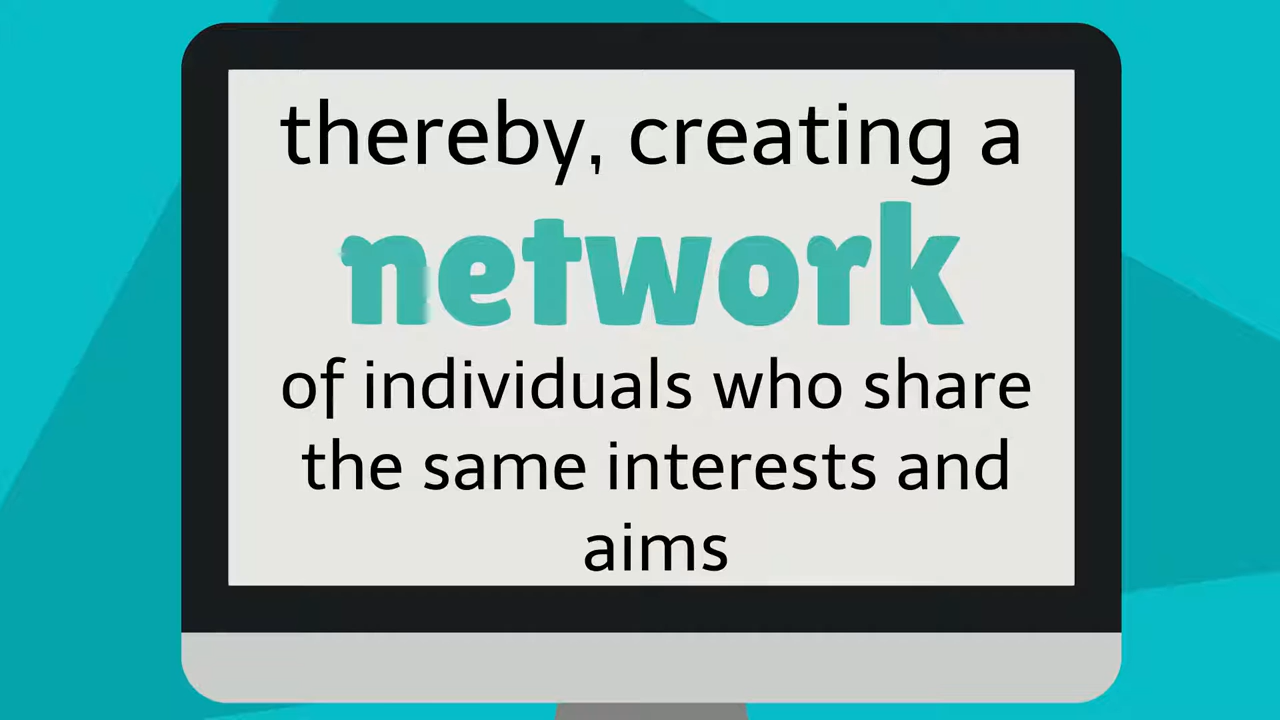 thereby, creating a
network
of individuals who share
the same interests and
aims